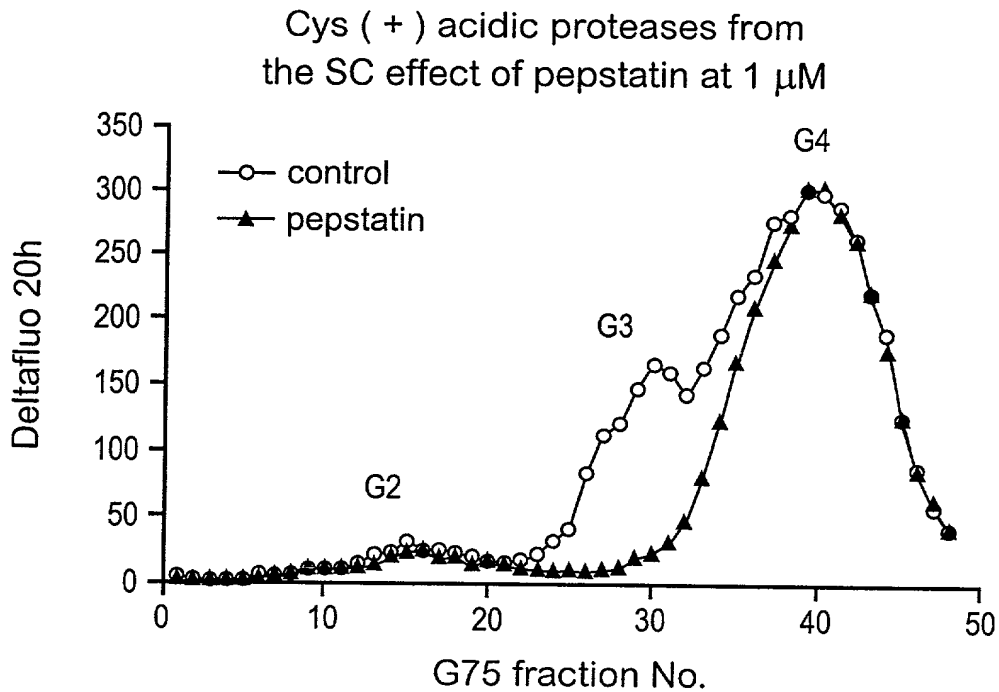 Cys ( + ) acidic proteases from
the SC effect of pepstatin at 1 μM
350
300
250
200
150
100
50
0
Deltafluo 20h
control
pepstatin
G2
G3
G4
0 10 20 30 40 50
G75 fraction No.